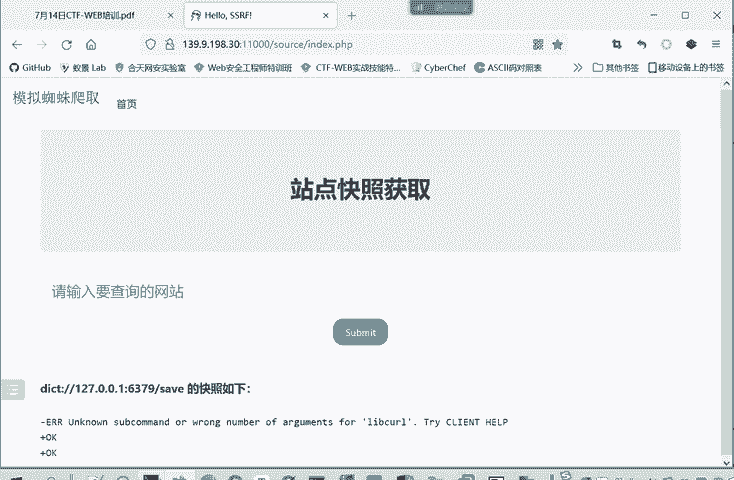 7月14日CTF-WEB培训.pdf
Hello, SSRF!
139.9.198.30:11000/source/index.php
GitHub
蚁景 Lab
合天网安实验室
Web安全工程师特训班
CTF-WEB实战技能特...
CyberChef
ASCII码对照表
其他书签
移动设备上的书签
模拟蜘蛛爬取
首页
站点快照获取
请输入要查询的网站
Submit
dict://127.0.0.1:6379/save 的快照如下:
-ERR Unknown subcommand or wrong number of arguments for 'libcurl'. Try CLIENT HELP
+OK
+OK